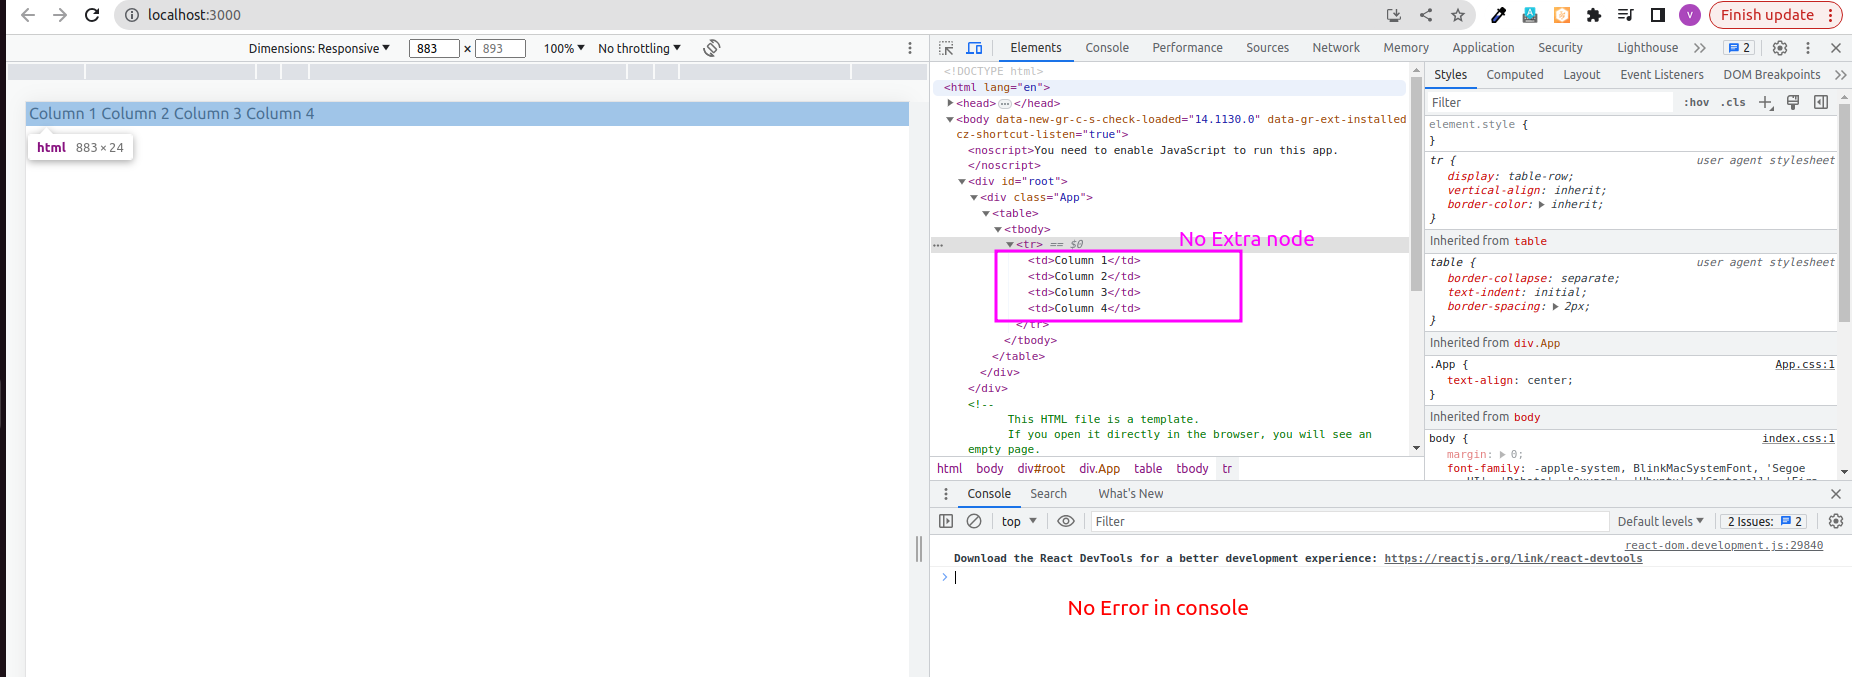 localhost:3000
V
Finish update
Dimensions: Responsive 883 × 893 100% No throttling
Elements Console Performance Sources Network Memory Application Security Lighthouse 2
Column 1 Column 2 Column 3 Column 4
html 883 × 24
<!DOCTYPE html>
<html lang="en">
<head> ··· </head>
<body data-new-gr-c-s-check-loaded="14.1130.0" data-gr-ext-installed
cz-shortcut-listen="true">
<noscript>You need to enable JavaScript to run this app.
</noscript>
<div id="root">
<div class="App">
<table>
<tbody>
··· <tr> == $0
No Extra node
<td>Column 1</td>
<td>Column 2</td>
<td>Column 3</td>
<td>Column 4</td>
</tr>
</tbody>
</table>
</div>
</div>
<!--
This HTML file is a template.
If you open it directly in the browser, you will see an
empty page.
html body div#root div.App table tbody tr
Styles Computed Layout Event Listeners DOM Breakpoints
Filter :hov .cls
element.style {
}
tr { user agent stylesheet
display: table-row;
vertical-align: inherit;
border-color: inherit;
}
Inherited from table
table { user agent stylesheet
border-collapse: separate;
text-indent: initial;
border-spacing: 2px;
}
Inherited from div.App
.App { App.css:1
text-align: center;
}
Inherited from body
body { index.css:1
margin: 0;
font-family: -apple-system, BlinkMacSystemFont, 'Segoe
Console Search What's New
top Filter Default levels 2 Issues: 2
react-dom.development.js:29840
Download the React DevTools for a better development experience: https://reactjs.org/link/react-devtools
No Error in console